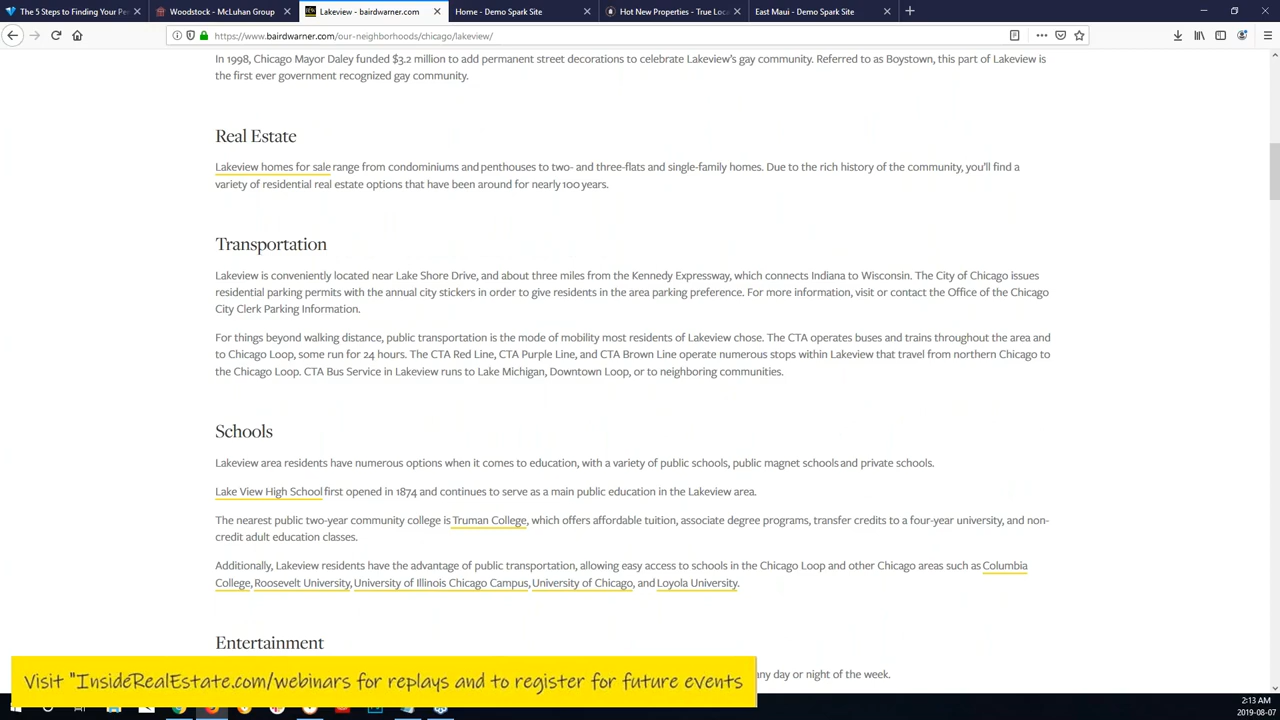 The 5 Steps to Finding Your Pe
Woodstock - McLuhan Group
Lakeview - bairdwarner.com
Home - Demo Spark Site
Hot New Properties - True Loca
East Maui - Demo Spark Site
https://www.bairdwarner.com/our-neighborhoods/chicago/lakeview/
In 1998, Chicago Mayor Daley funded $3.2 million to add permanent street decorations to celebrate Lakeview's gay community. Referred to as Boystown, this part of Lakeview is
the first ever government recognized gay community.
Real Estate
Lakeview homes for sale range from condominiums and penthouses to two- and three-flats and single-family homes. Due to the rich history of the community, you'll find a
variety of residential real estate options that have been around for nearly 100 years.
Transportation
Lakeview is conveniently located near Lake Shore Drive, and about three miles from the Kennedy Expressway, which connects Indiana to Wisconsin. The City of Chicago issues
residential parking permits with the annual city stickers in order to give residents in the area parking preference. For more information, visit or contact the Office of the Chicago
City Clerk Parking Information.
For things beyond walking distance, public transportation is the mode of mobility most residents of Lakeview chose. The CTA operates buses and trains throughout the area and
to Chicago Loop, some run for 24 hours. The CTA Red Line, CTA Purple Line, and CTA Brown Line operate numerous stops within Lakeview that travel from northern Chicago to
the Chicago Loop. CTA Bus Service in Lakeview runs to Lake Michigan, Downtown Loop, or to neighboring communities.
Schools
Lakeview area residents have numerous options when it comes to education, with a variety of public schools, public magnet schools and private schools.
Lake View High School first opened in 1874 and continues to serve as a main public education in the Lakeview area.
The nearest public two-year community college is Truman College, which offers affordable tuition, associate degree programs, transfer credits to a four-year university, and non-
credit adult education classes.
Additionally, Lakeview residents have the advantage of public transportation, allowing easy access to schools in the Chicago Loop and other Chicago areas such as Columbia
College, Roosevelt University, University of Illinois Chicago Campus, University of Chicago, and Loyola University.
Entertainment
any day or night of the week.
Visit "InsideRealEstate.com/webinars for replays and to register for future events
2:13 AM
2019-08-07